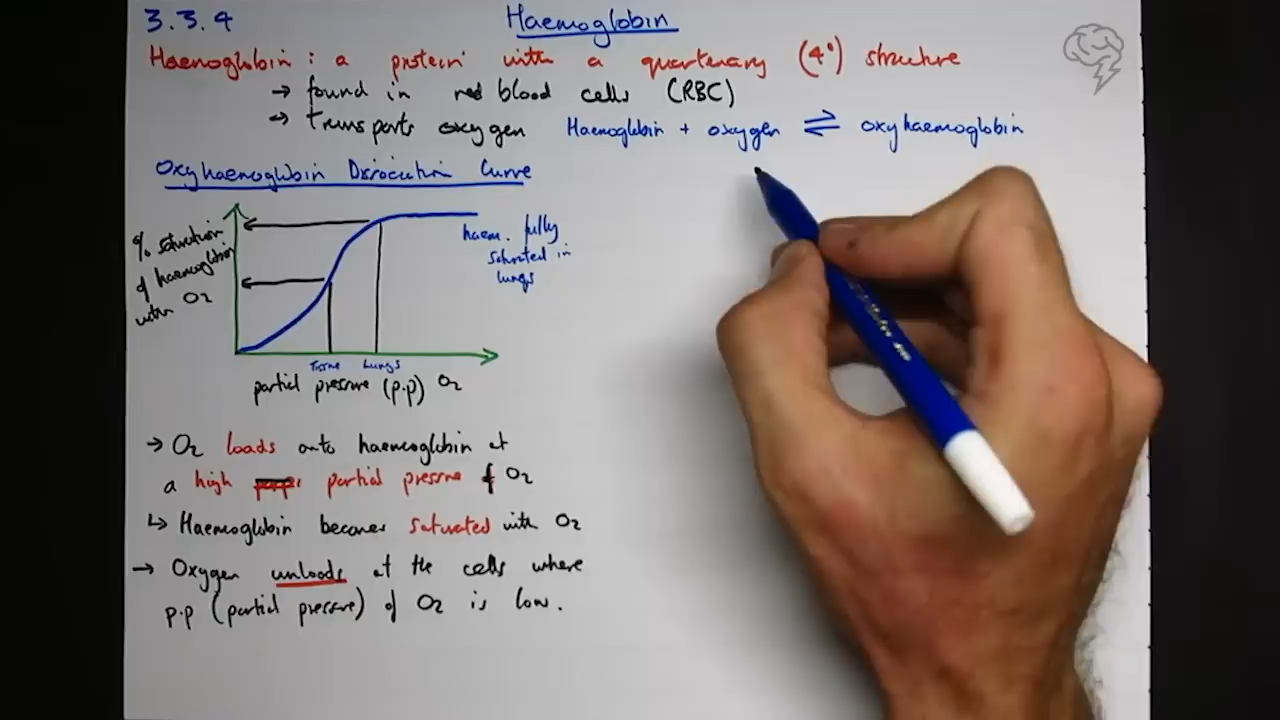 3.3.4
Haemoglobin
Haemoglobin : a protein with a quartenary (4°) structure
→ found in red blood cells (RBC)
→ transports oxygen Haemoglobin + oxygen ⇌ oxyhaemoglobin
Oxyhaemoglobin Dissociation Curve
% saturation
of haemoglobin
with O2
haem. fully
saturated in
lungs
Tissue Lungs
partial pressure (p.p) O2
→ O2 loads onto haemoglobin at
a high partial pressure of O2
↳ Haemoglobin becomes saturated with O2
→ Oxygen unloads at the cells where
p.p (partial pressure) of O2 is low.